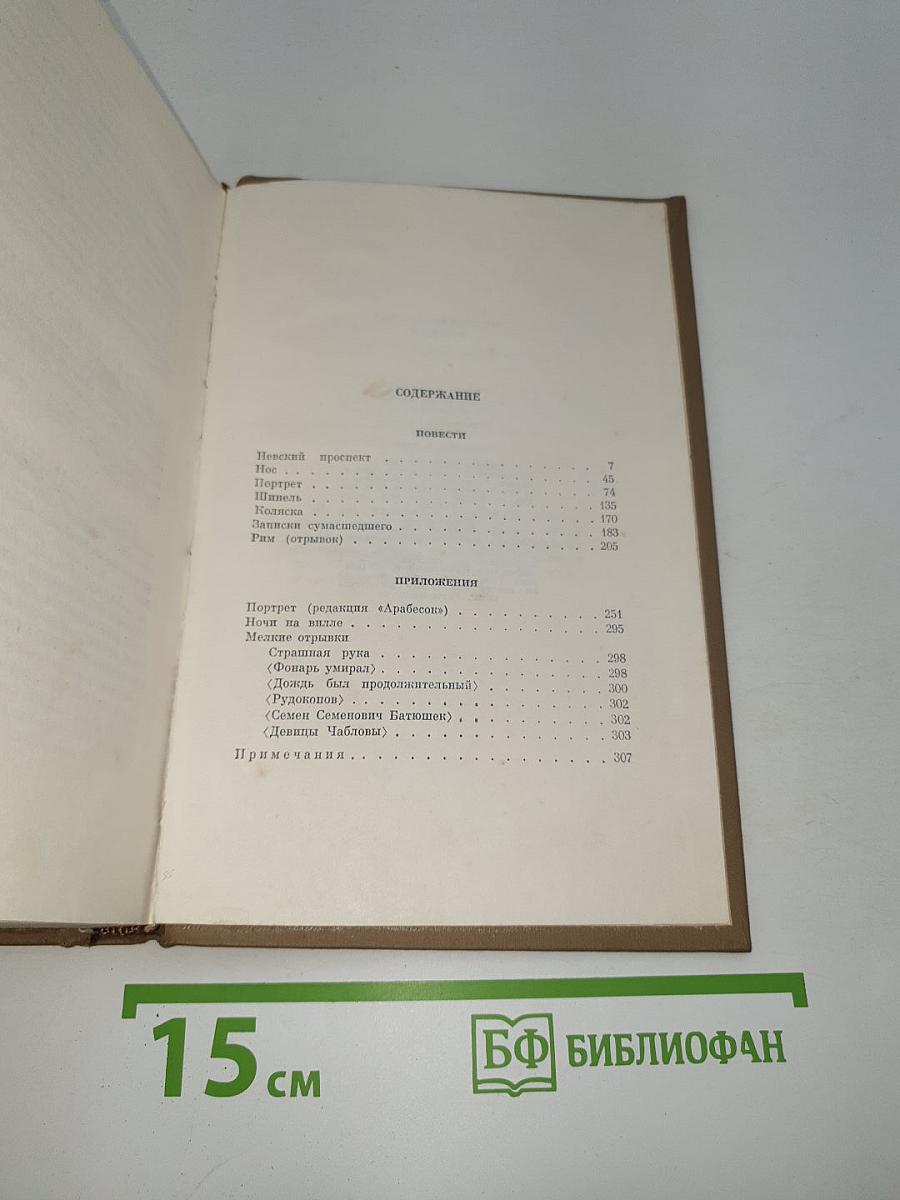 СОДЕРЖАНИЕ
ПОВЕСТИ
Невский проспект . . . . . . . . . . . . . . . 7
Нос . . . . . . . . . . . . . . . . . . . . 45
Портрет . . . . . . . . . . . . . . . . . . 74
Шинель . . . . . . . . . . . . . . . . . . 135
Коляска . . . . . . . . . . . . . . . . . . 170
Записки сумасшедшего . . . . . . . . . . . . . 183
Рим (отрывок) . . . . . . . . . . . . . . . . 205
ПРИЛОЖЕНИЯ
Портрет (редакция «Арабесок») . . . . . . . . . . 251
Ночи на вилле . . . . . . . . . . . . . . . . 295
Мелкие отрывки
Страшная рука . . . . . . . . . . . . . . 298
〈Фонарь умирал〉 . . . . . . . . . . . . . . 298
〈Дождь был продолжительный〉 . . . . . . . . 300
〈Рудокопов〉 . . . . . . . . . . . . . . . . 302
〈Семен Семенович Батюшек〉 . . . . . . . . . 302
〈Девицы Чабловы〉 . . . . . . . . . . . . . 303
Примечания . . . . . . . . . . . . . . . . . 307
15 см
БФ БИБЛИОФАН